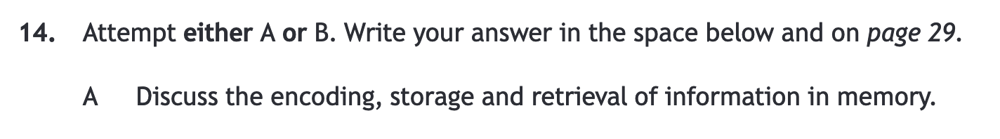 14. Attempt either A or B. Write your answer in the space below and on page 29.
A Discuss the encoding, storage and retrieval of information in memory.